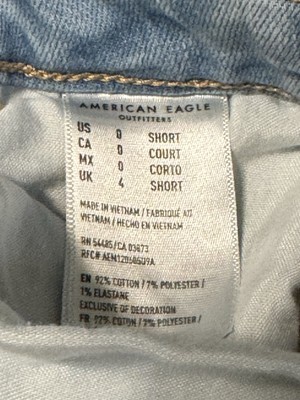 AMERICAN EAGLE
OUTFITTERS
US 0 SHORT
CA 0 COURT
MX 0 CORTO
UK 4 SHORT
MADE IN VIETNAM / FABRIQUÉ AU
VIETNAM / HECHO EN VIETNAM
RN 54485/CA 03673
RFC#
EN 92% COTTON / 7% POLYESTER /
1% ELASTANE
EXCLUSIVE OF DECORATION
FR 92% COTON / 7% POLYESTER /